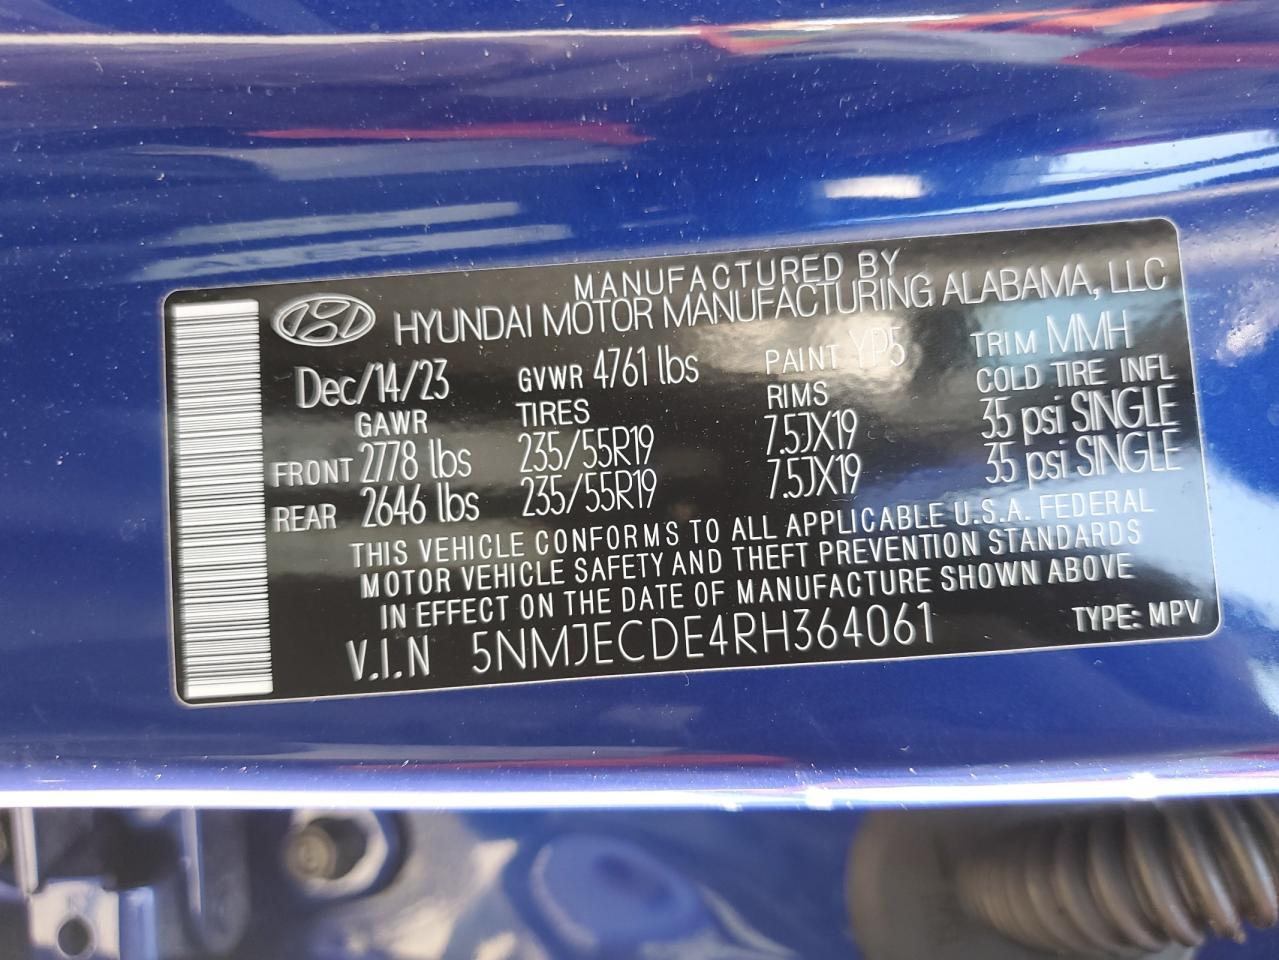 MANUFACTURED BY
HYUNDAI MOTOR MANUFACTURING ALABAMA, LLC
Dec/14/23 GVWR 4761 lbs PAINT YP5 TRIM MMH
GAWR TIRES RIMS COLD TIRE INFL
FRONT 2778 lbs 235/55R19 7.5JX19 35 psi SINGLE
REAR 2646 lbs 235/55R19 7.5JX19 35 psi SINGLE
THIS VEHICLE CONFORMS TO ALL APPLICABLE U.S.A. FEDERAL
MOTOR VEHICLE SAFETY AND THEFT PREVENTION STANDARDS
IN EFFECT ON THE DATE OF MANUFACTURE SHOWN ABOVE
V.I.N 5NMJECDE4RH364061 TYPE: MPV